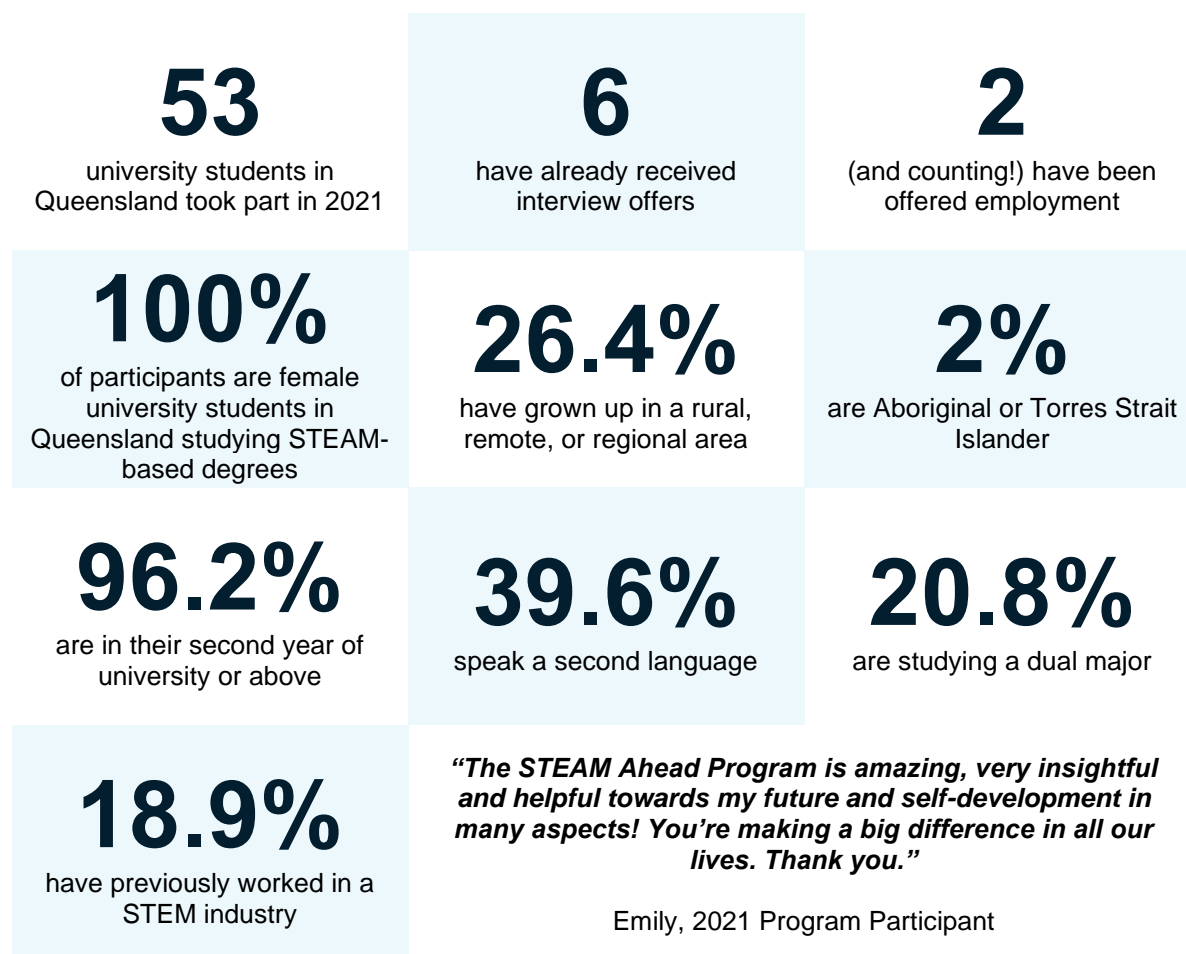 53
university students in
Queensland took part in 2021
6
have already received
interview offers
2
(and counting!) have been
offered employment
100%
of participants are female
university students in
Queensland studying STEAM-
based degrees
26.4%
have grown up in a rural,
remote, or regional area
2%
are Aboriginal or Torres Strait
Islander
96.2%
are in their second year of
university or above
39.6%
speak a second language
20.8%
are studying a dual major
18.9%
have previously worked in a
STEM industry
“The STEAM Ahead Program is amazing, very insightful
and helpful towards my future and self-development in
many aspects! You’re making a big difference in all our
lives. Thank you.”
Emily, 2021 Program Participant